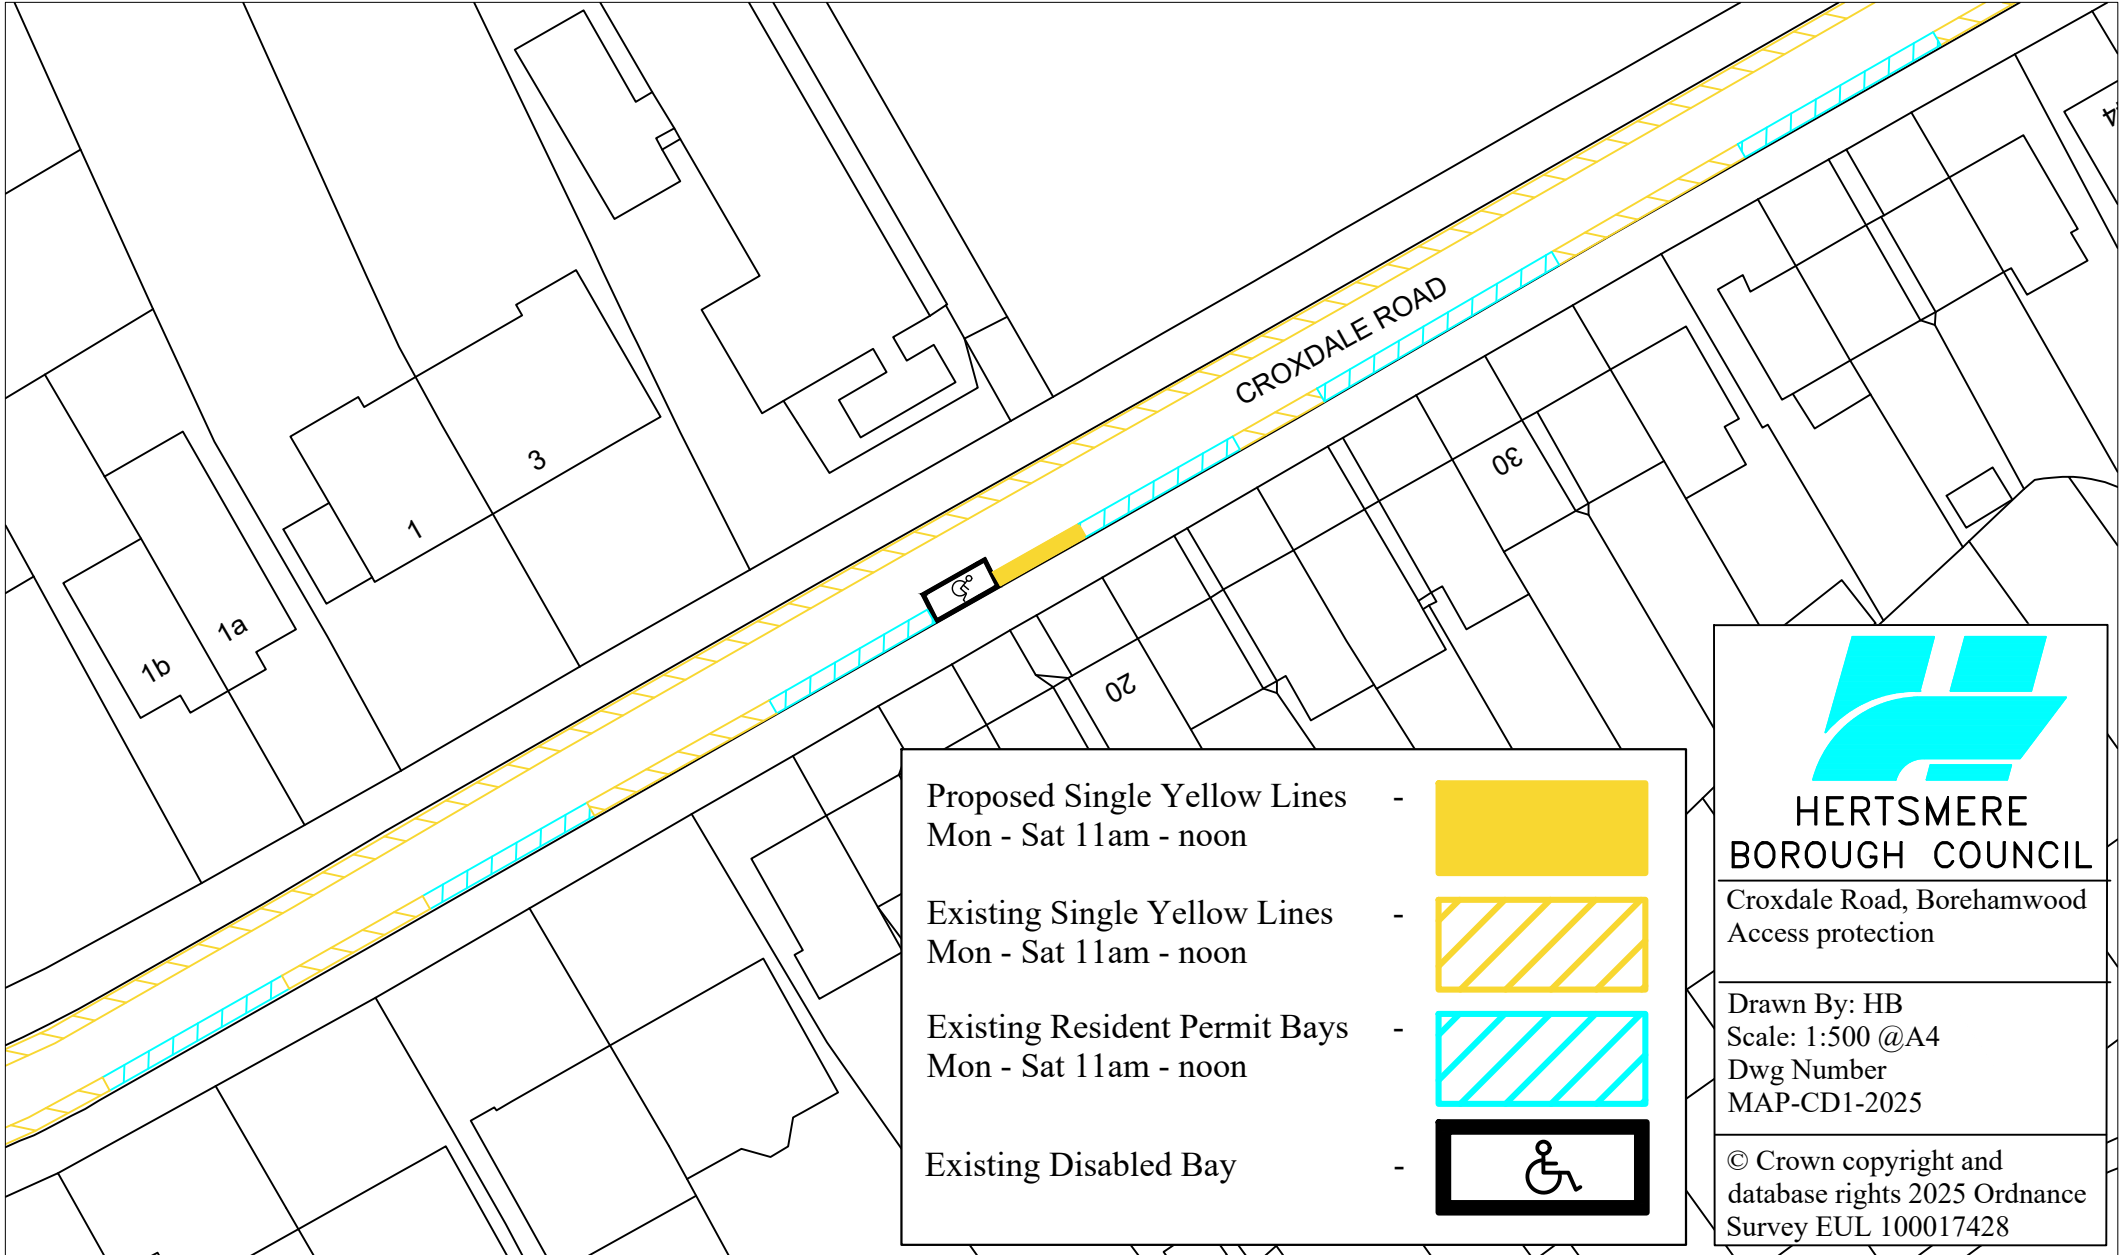 CROXDALE ROAD
3
1
1a
1b
30
20
Proposed Single Yellow Lines -
Mon - Sat 11am - noon
Existing Single Yellow Lines -
Mon - Sat 11am - noon
Existing Resident Permit Bays -
Mon - Sat 11am - noon
Existing Disabled Bay -
HERTSMERE
BOROUGH COUNCIL
Croxdale Road, Borehamwood
Access protection
Drawn By: HB
Scale: 1:500 @A4
Dwg Number
MAP-CD1-2025
© Crown copyright and
database rights 2025 Ordnance
Survey EUL 100017428